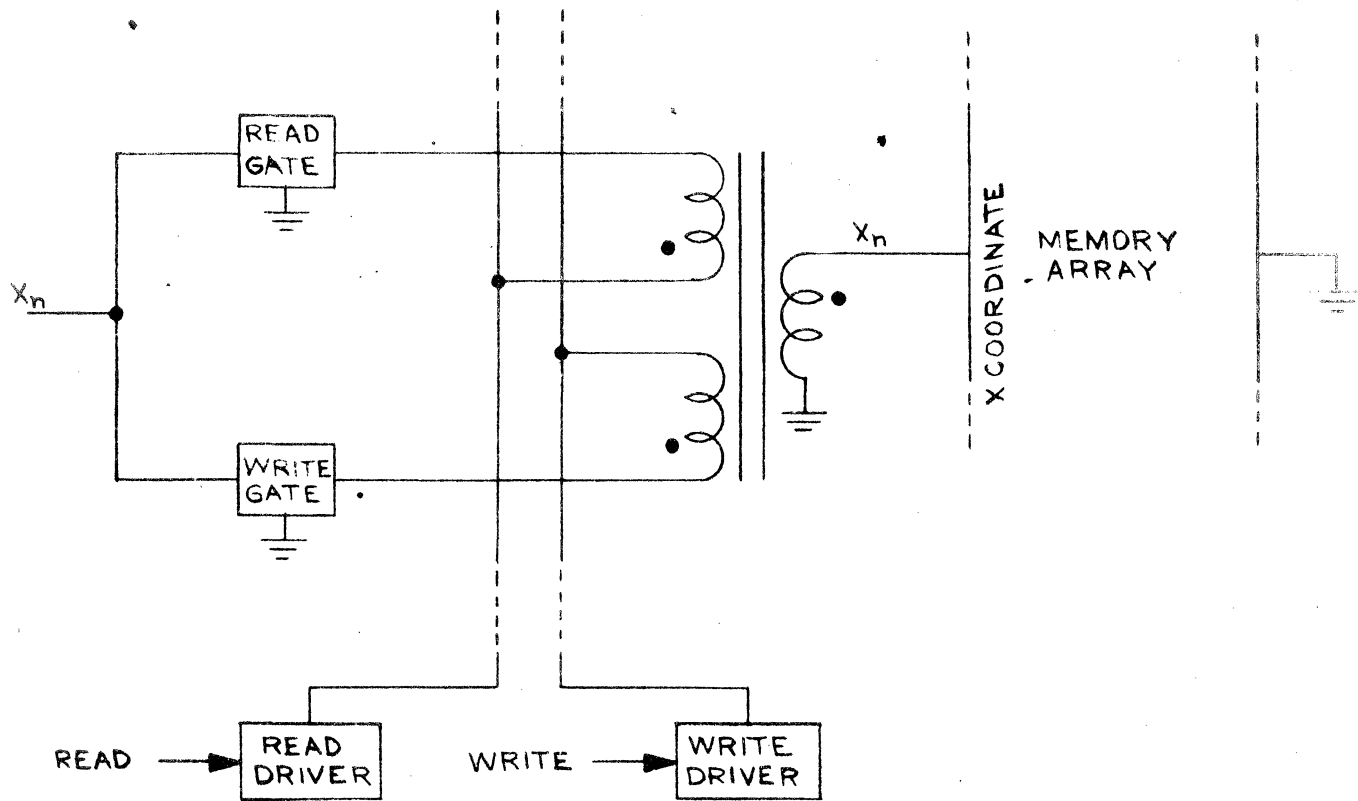 READ
GATE
Xn
Xn
X COORDINATE
MEMORY
ARRAY
WRITE
GATE
READ
READ
DRIVER
WRITE
WRITE
DRIVER